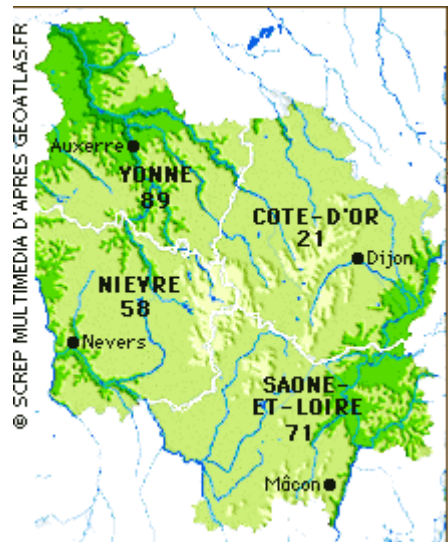 © SCREP MULTIMEDIA D'APRES GEOATLAS.FR
Auxerre
YONNE
89
COTE-D'OR
21
Dijon
NIEVRE
58
Nevers
SAONE-
ET-LOIRE
71
Mâcon